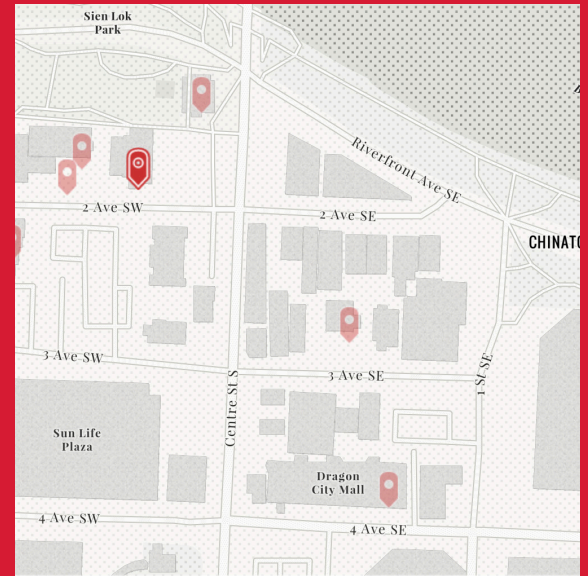 Sien Lok
Park
Riverfront Ave SE
2 Ave SW
2 Ave SE
CHINATO
3 Ave SW
3 Ave SE
1 St SE
Centre St S
Sun Life
Plaza
Dragon
City Mall
4 Ave SW
4 Ave SE